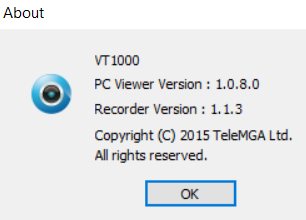 About
VT1000
PC Viewer Version : 1.0.8.0
Recorder Version : 1.1.3
Copyright (C) 2015 TeleMGA Ltd.
All rights reserved.
OK